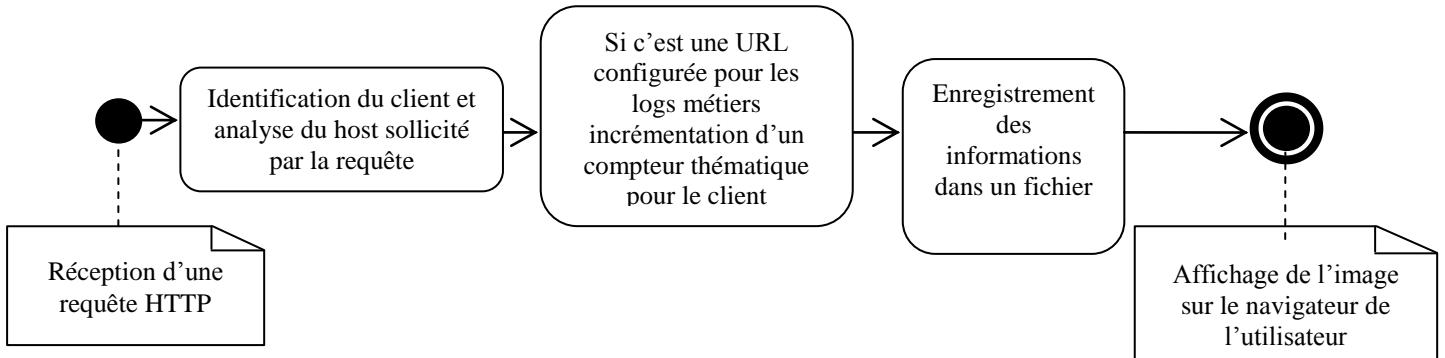 Identification du client et
analyse du host sollicité
par la requête
Si c’est une URL
configurée pour les
logs métiers
incrémentation d’un
compteur thématique
pour le client
Enregistrement
des
informations
dans un fichier
Réception d’une
requête HTTP
Affichage de l’image
sur le navigateur de
l’utilisateur